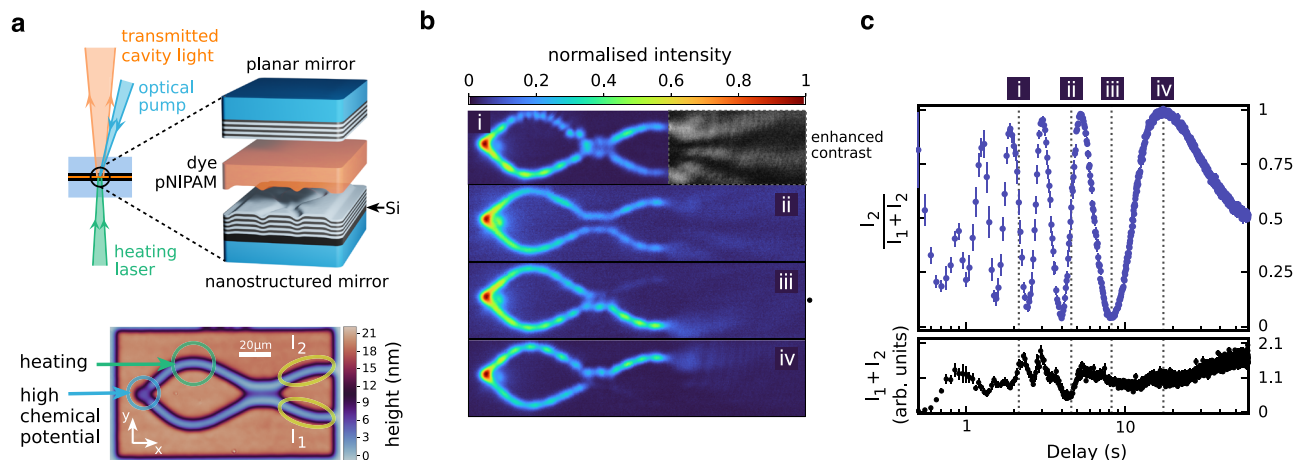 a
transmitted
cavity light
optical
pump
planar mirror
dye
pNIPAM
Si
heating
laser
nanostructured mirror
heating
high
chemical
potential
20μm
I2
I1
y
x
21
18
15
12
9
6
3
0
height (nm)
b
normalised intensity
0
0.2
0.4
0.6
0.8
1
i
enhanced
contrast
ii
iii
iv
c
i
ii
iii
iv
I2
I1 + I2
1
0.75
0.5
0.25
0
I1 + I2
(arb. units)
2.1
1.1
0
1
10
Delay (s)